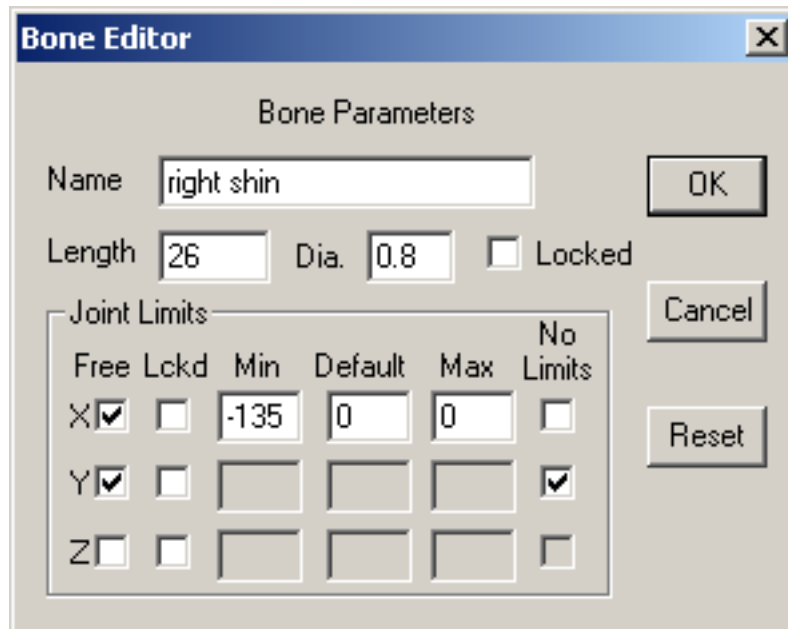 Bone Editor
Bone Parameters
Name right shin OK
Length 26 Dia. 0.8 Locked
Joint Limits Cancel
Free Lckd Min Default Max No Limits
X -135 0 0
Y Reset
Z